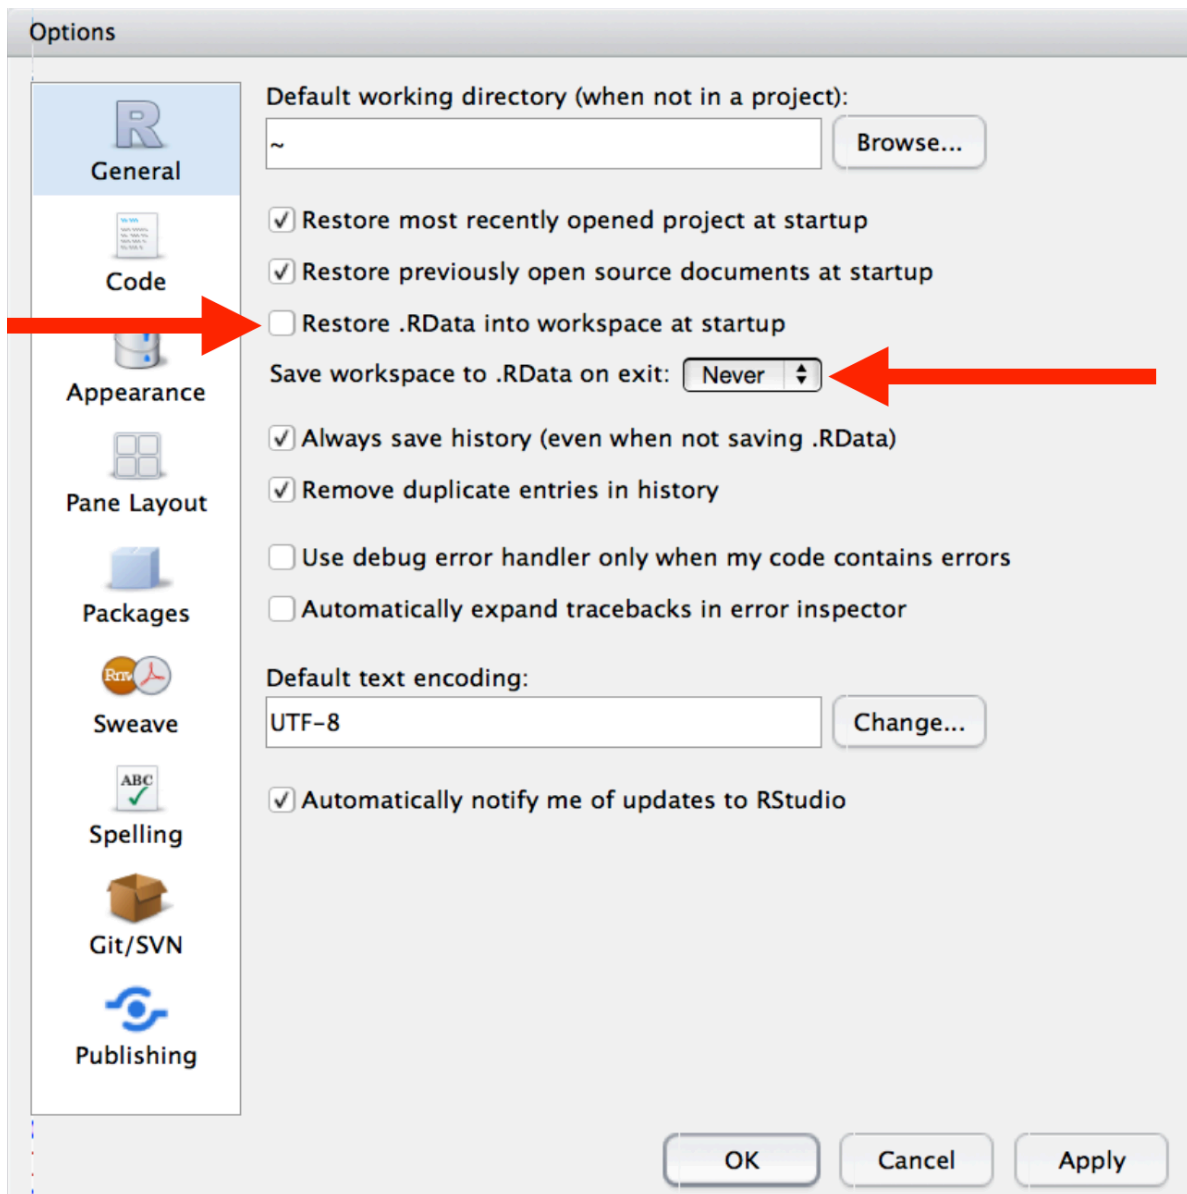 Options
General
Code
Appearance
Pane Layout
Packages
Rnw
Sweave
ABC
Spelling
Git/SVN
Publishing
Default working directory (when not in a project):
~
Browse...
Restore most recently opened project at startup
Restore previously open source documents at startup
Restore .RData into workspace at startup
Save workspace to .RData on exit: Never
Always save history (even when not saving .RData)
Remove duplicate entries in history
Use debug error handler only when my code contains errors
Automatically expand tracebacks in error inspector
Default text encoding:
UTF-8
Change...
Automatically notify me of updates to RStudio
OK
Cancel
Apply